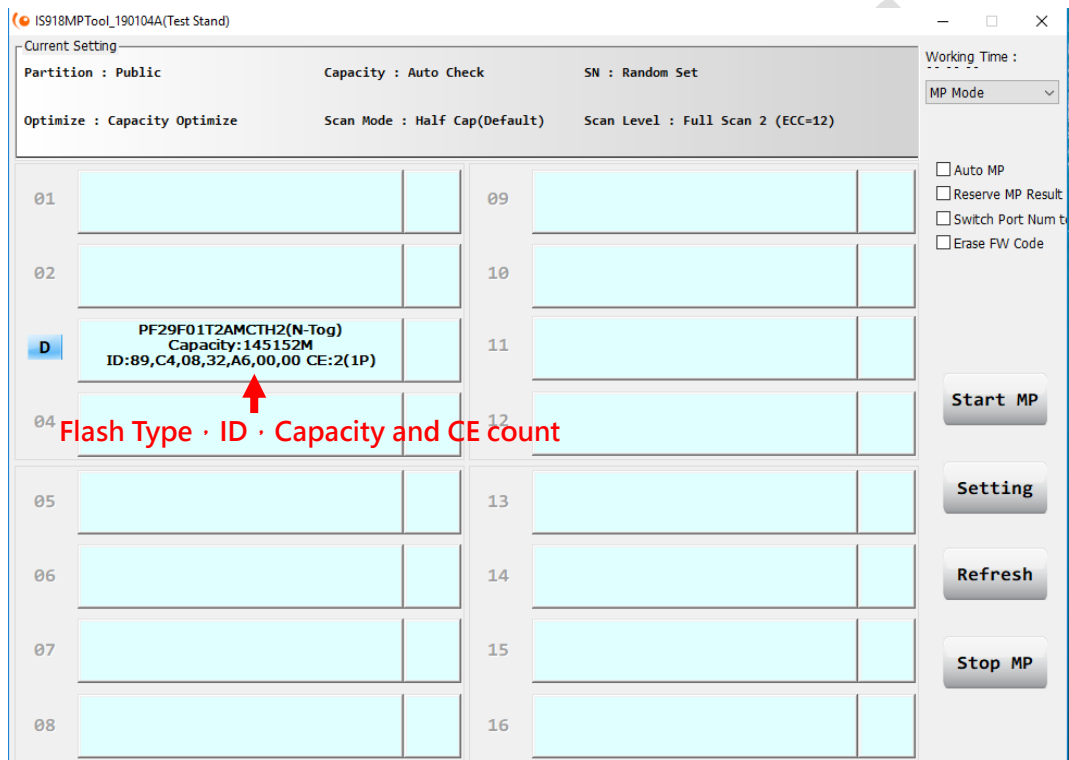 IS918MPTool_190104A(Test Stand)
Current Setting
Partition : Public
Capacity : Auto Check
SN : Random Set
Optimize : Capacity Optimize
Scan Mode : Half Cap(Default)
Scan Level : Full Scan 2 (ECC=12)
Working Time :
-- -- --
MP Mode
Auto MP
Reserve MP Result
Switch Port Num t
Erase FW Code
01
09
02
10
D
PF29F01T2AMCTH2(N-Tog)
Capacity:145152M
ID:89,C4,08,32,A6,00,00 CE:2(1P)
11
04
12
Flash Type，ID，Capacity and CE count
05
13
06
14
07
15
08
16
Start MP
Setting
Refresh
Stop MP